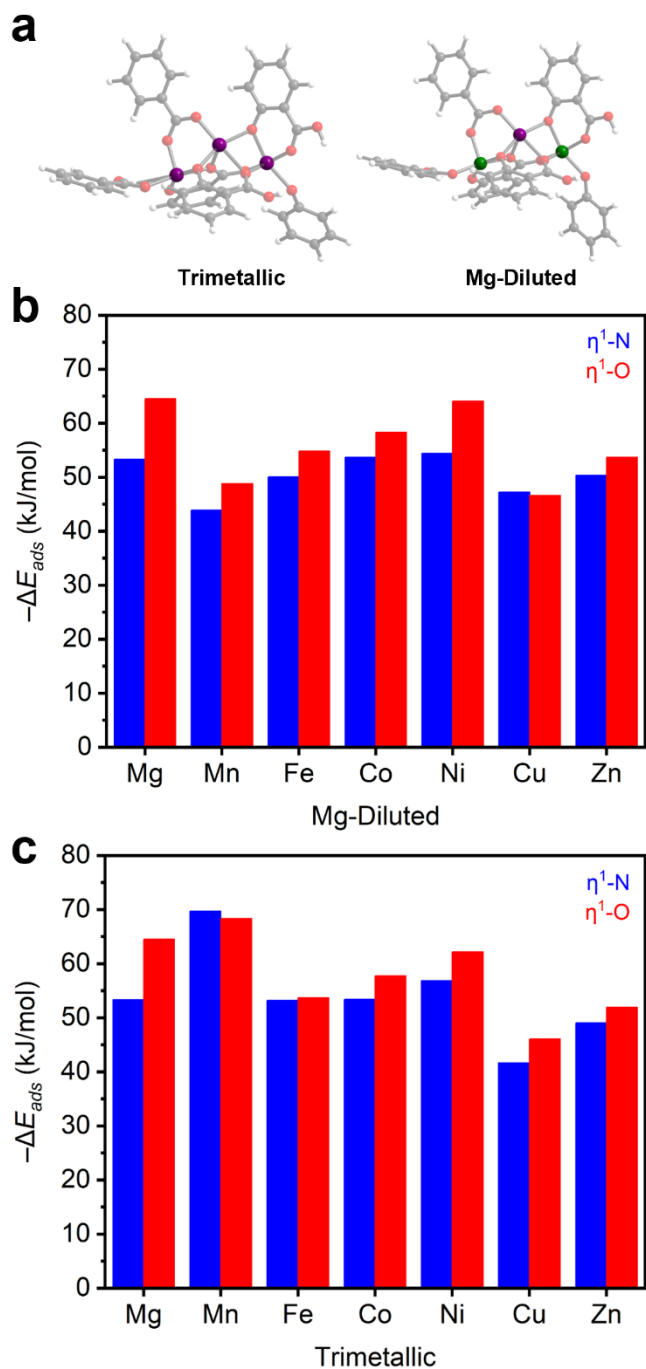 a
Trimetallic Mg-Diluted
b
80
70
60
50
40
30
20
10
0
−ΔE_ads (kJ/mol)
η¹-N
η¹-O
Mg Mn Fe Co Ni Cu Zn
Mg-Diluted
c
80
70
60
50
40
30
20
10
0
−ΔE_ads (kJ/mol)
η¹-N
η¹-O
Mg Mn Fe Co Ni Cu Zn
Trimetallic